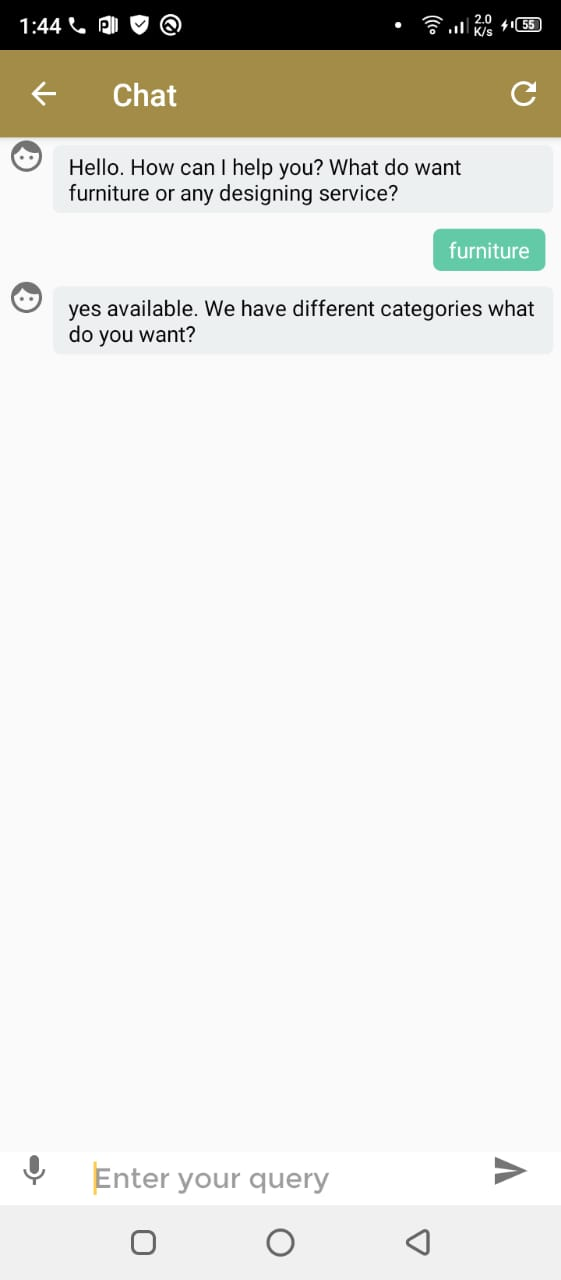 1:44
2.0
K/s
55
Chat
Hello. How can I help you? What do want
furniture or any designing service?
furniture
yes available. We have different categories what
do you want?
Enter your query